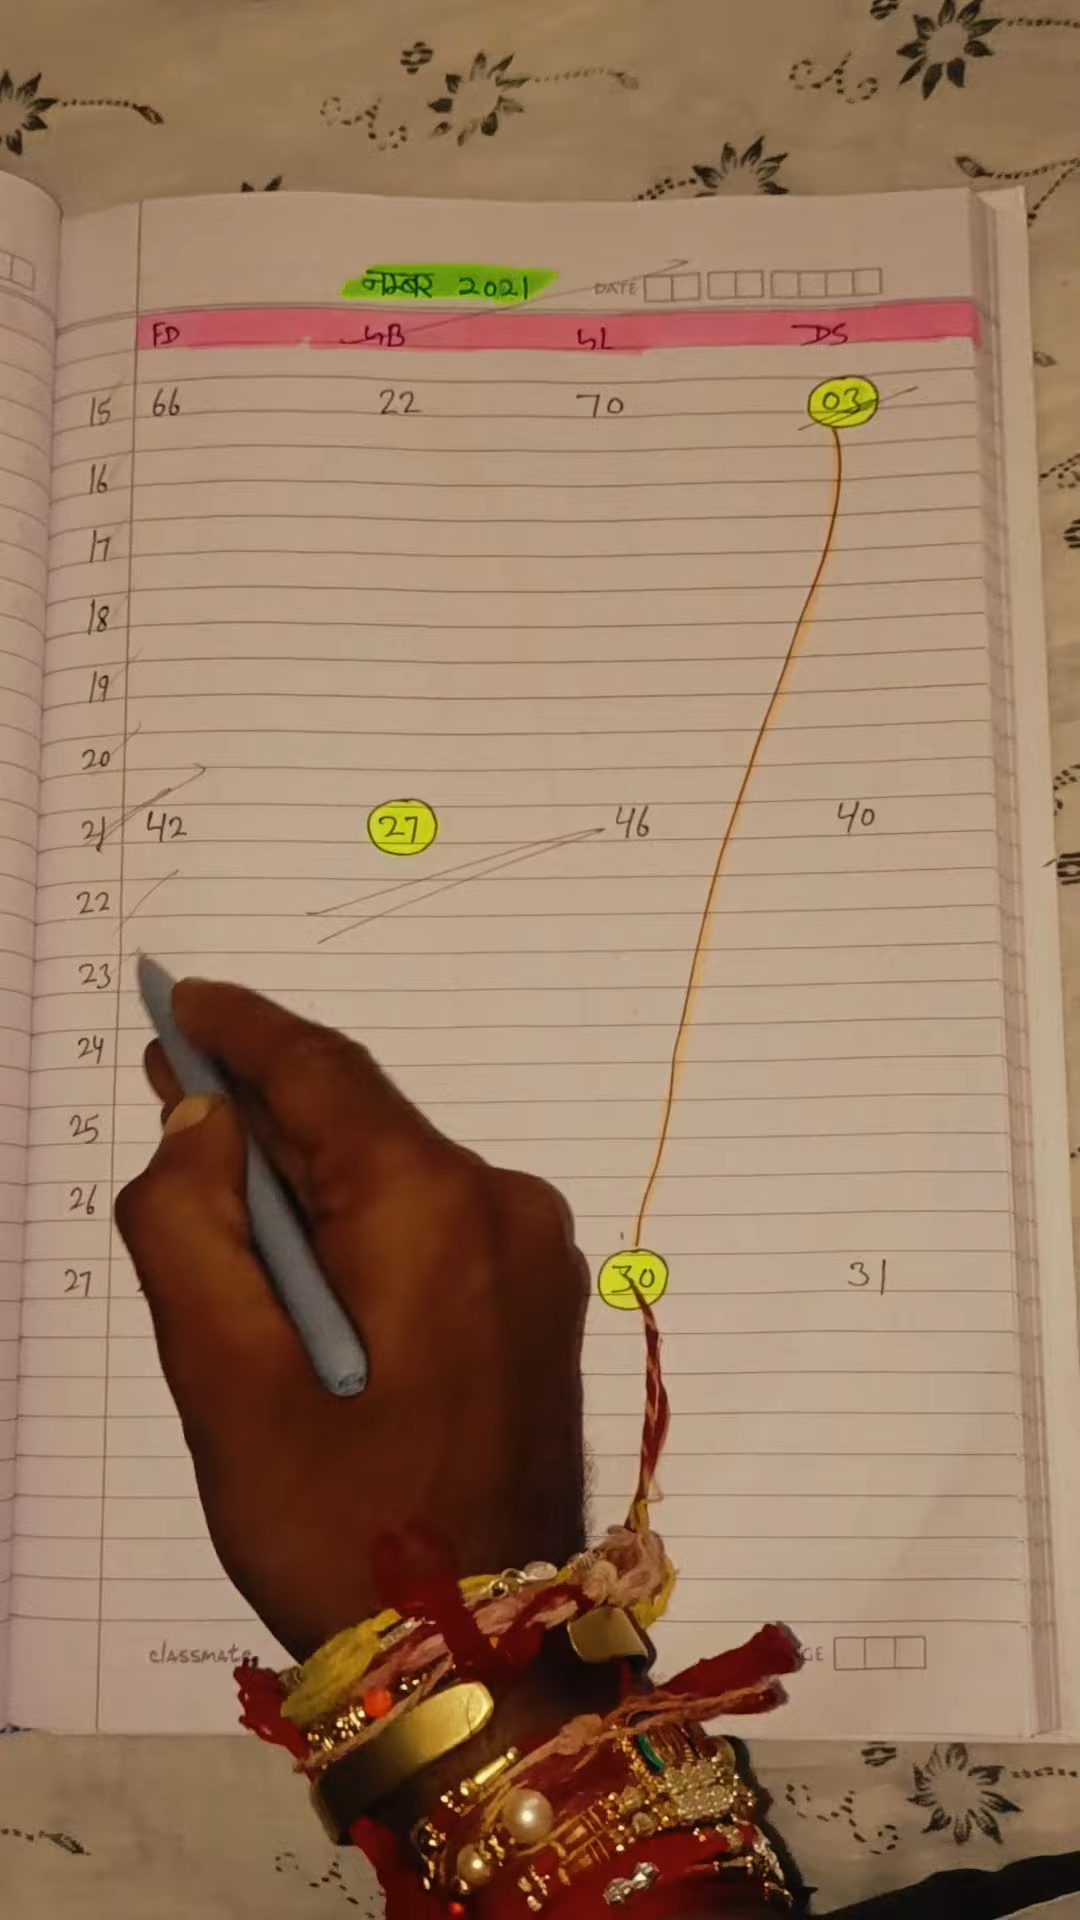 नम्बर 2021 DATE
FD GB GL DS
15 66 22 70 03
16
17
18
19
20
21 42 27 46 40
22
23
24
25
26
27 30 31
classmate